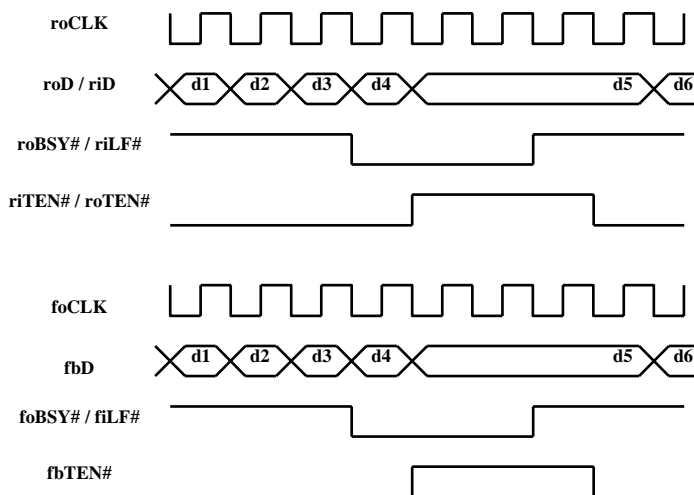 roCLK
roD / riD
d1 d2 d3 d4 d5 d6
roBSY# / riLF#
riTEN# / roTEN#
foCLK
fbD
d1 d2 d3 d4 d5 d6
foBSY# / fiLF#
fbTEN#